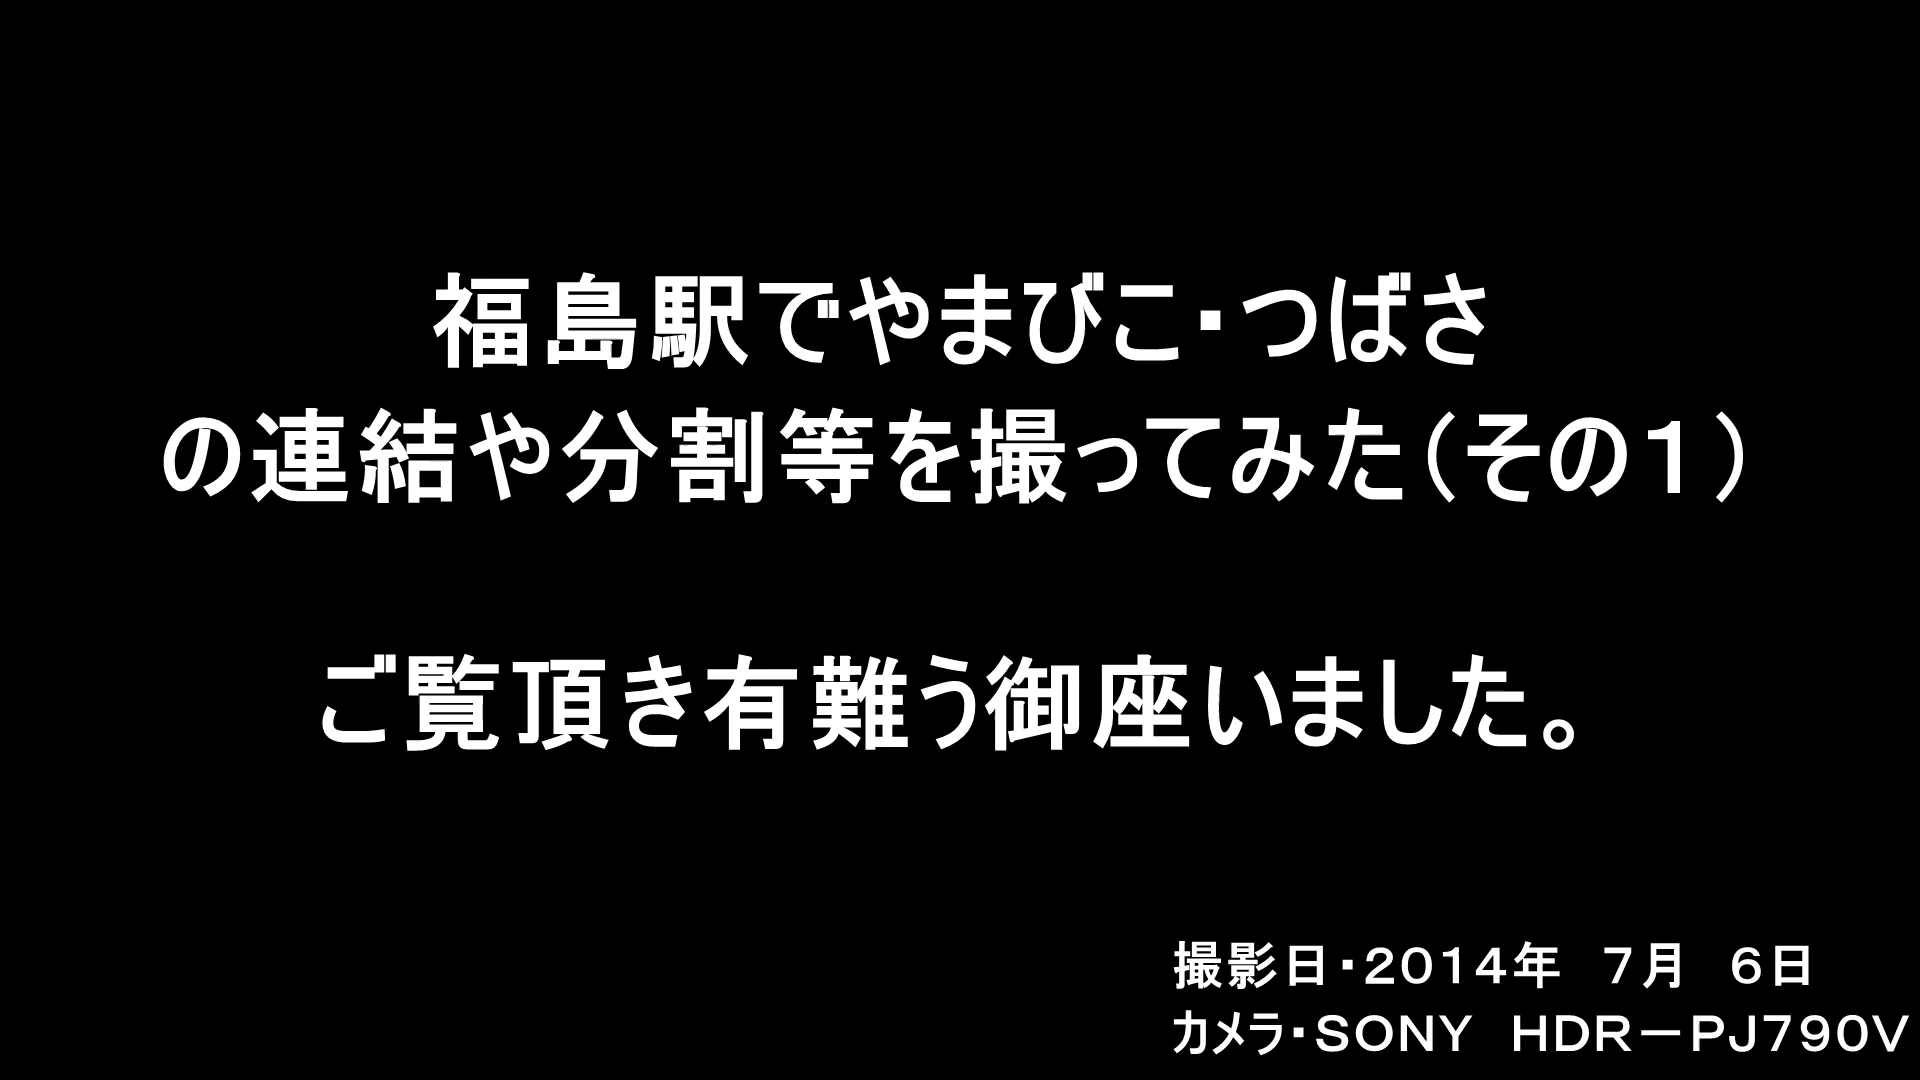 福島駅でやまびこ・つばさ
の連結や分割等を撮ってみた(その1)
ご覧頂き有難う御座いました。
撮影日・2014年　7月　6日
カメラ・SONY　HDR－PJ790V